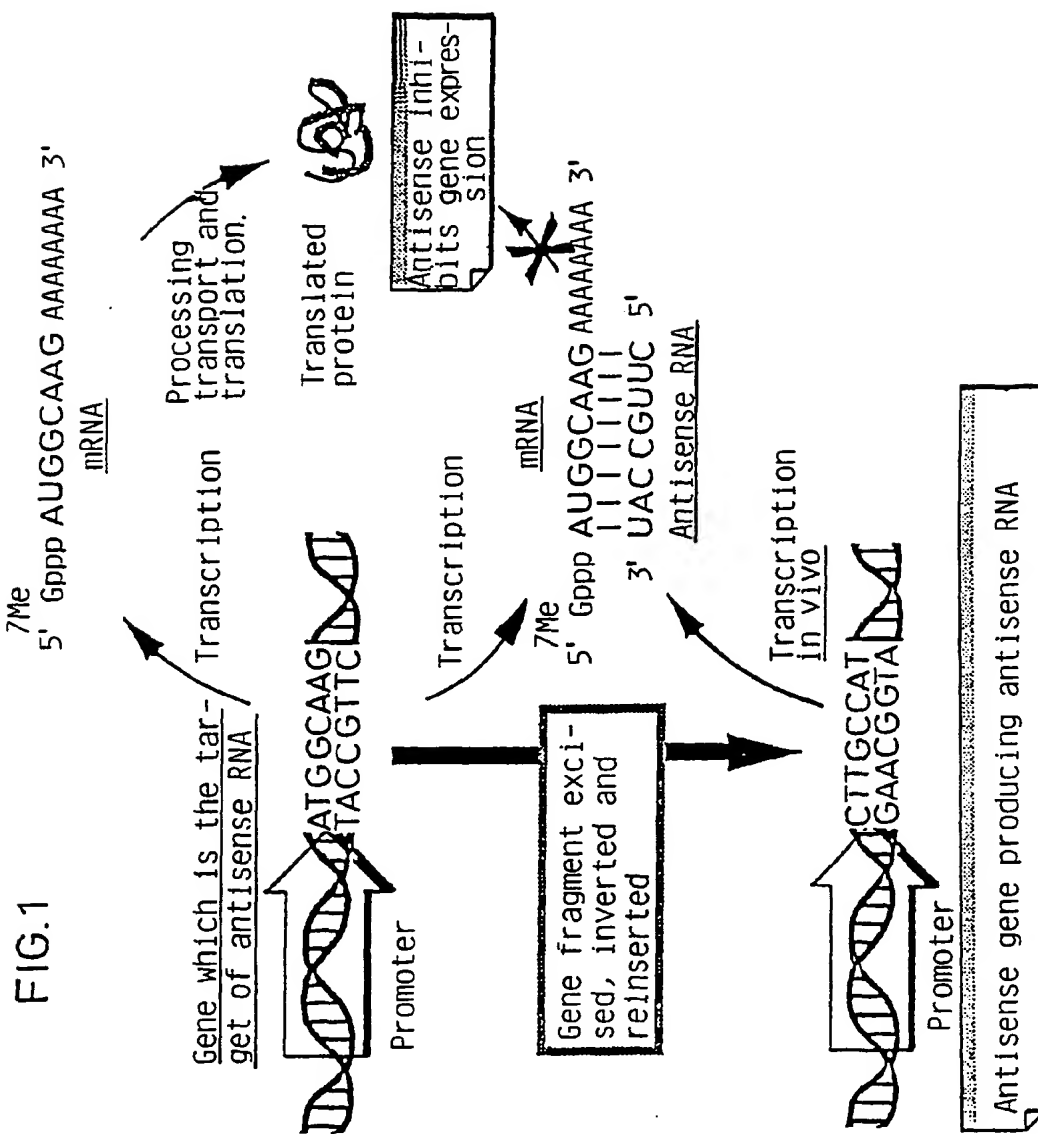 FIG.1
7Me
5' Gppp AUGGCAAG AAAAAAAA 3'
mRNA
Gene which is the tar-
get of antisense RNA
Transcription
Processing
transport and
translation.
ATGGCAAG
TACCGTTC
Promoter
Translated
protein
Transcription
Antisense inhi-
bits gene expres-
sion
Gene fragment exci-
sed, inverted and
reinserted
mRNA
7Me
5' Gppp AUGGCAAG AAAAAAAA 3'
3' UACCGUUC 5'
Antisense RNA
Transcription
in vivo
CTTGCCAT
GAACGGTA
Promoter
Antisense gene producing antisense RNA